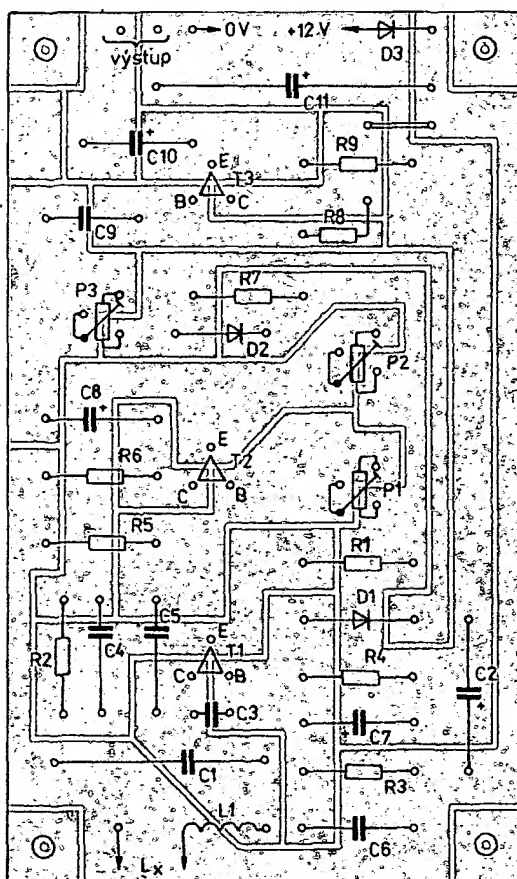 výstup
0V
+12.V
D3
C11
C10
R9
E
T3
B
C
R8
C9
P3
R7
D2
P2
C8
E
T2
R6
C
B
P1
R5
R1
D1
C5
C4
R2
E
T1
C
B
R4
C2
C3
C7
C1
R3
L1
C6
Lx